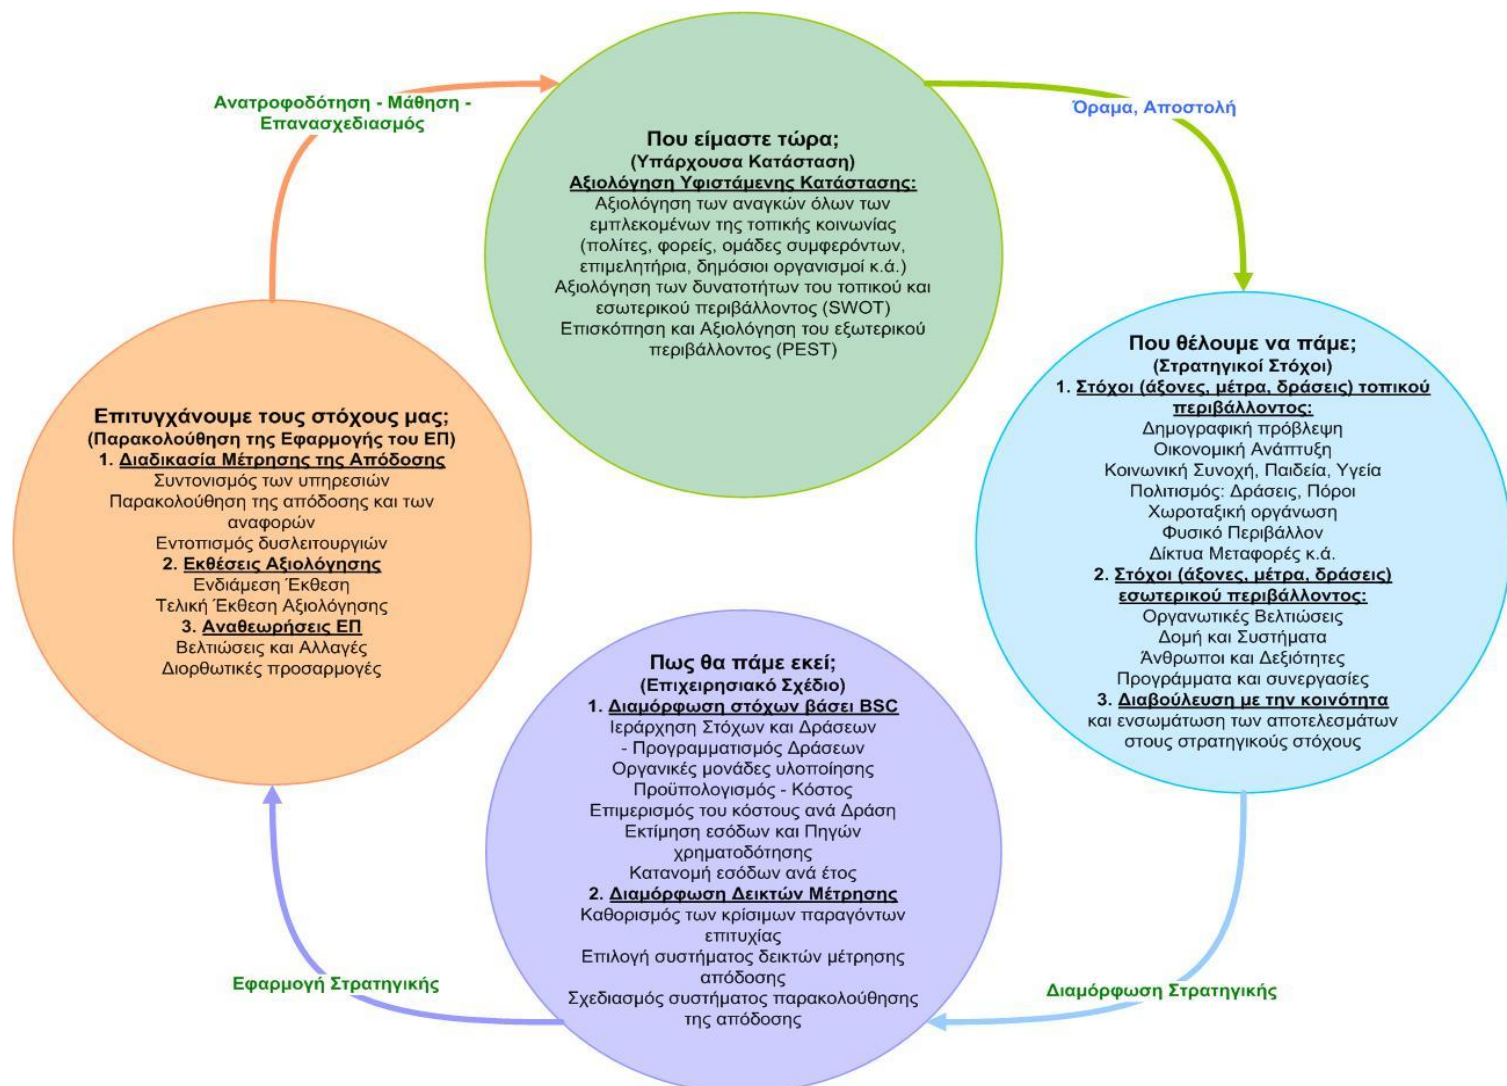 Ανατροφοδότηση - Μάθηση -
Επανασχεδιασμός
Όραμα, Αποστολή
Που είμαστε τώρα;
(Υπάρχουσα Κατάσταση)
Αξιολόγηση Υφιστάμενης Κατάστασης:
Αξιολόγηση των αναγκών όλων των
εμπλεκομένων της τοπικής κοινωνίας
(πολίτες, φορείς, ομάδες συμφερόντων,
επιμελητήρια, δημόσιοι οργανισμοί κ.ά.)
Αξιολόγηση των δυνατοτήτων του τοπικού και
εσωτερικού περιβάλλοντος (SWOT)
Επισκόπηση και Αξιολόγηση του εξωτερικού
περιβάλλοντος (PEST)
Που θέλουμε να πάμε;
(Στρατηγικοί Στόχοι)
1. Στόχοι (άξονες, μέτρα, δράσεις) τοπικού
περιβάλλοντος:
Δημογραφική πρόβλεψη
Οικονομική Ανάπτυξη
Κοινωνική Συνοχή, Παιδεία, Υγεία
Πολιτισμός: Δράσεις, Πόροι
Χωροταξική οργάνωση
Φυσικό Περιβάλλον
Δίκτυα Μεταφορές κ.ά.
2. Στόχοι (άξονες, μέτρα, δράσεις)
εσωτερικού περιβάλλοντος:
Οργανωτικές Βελτιώσεις
Δομή και Συστήματα
Άνθρωποι και Δεξιότητες
Προγράμματα και συνεργασίες
3. Διαβούλευση με την κοινότητα
και ενσωμάτωση των αποτελεσμάτων
στους στρατηγικούς στόχους
Διαμόρφωση Στρατηγικής
Πως θα πάμε εκεί;
(Επιχειρησιακό Σχέδιο)
1. Διαμόρφωση στόχων βάσει BSC
Ιεράρχηση Στόχων και Δράσεων
- Προγραμματισμός Δράσεων
Οργανικές μονάδες υλοποίησης
Προϋπολογισμός - Κόστος
Επιμερισμός του κόστους ανά Δράση
Εκτίμηση εσόδων και Πηγών
χρηματοδότησης
Κατανομή εσόδων ανά έτος
2. Διαμόρφωση Δεικτών Μέτρησης
Καθορισμός των κρίσιμων παραγόντων
επιτυχίας
Επιλογή συστήματος δεικτών μέτρησης
απόδοσης
Σχεδιασμός συστήματος παρακολούθησης
της απόδοσης
Εφαρμογή Στρατηγικής
Επιτυγχάνουμε τους στόχους μας;
(Παρακολούθηση της Εφαρμογής του ΕΠ)
1. Διαδικασία Μέτρησης της Απόδοσης
Συντονισμός των υπηρεσιών
Παρακολούθηση της απόδοσης και των
αναφορών
Εντοπισμός δυσλειτουργιών
2. Εκθέσεις Αξιολόγησης
Ενδιάμεση Έκθεση
Τελική Έκθεση Αξιολόγησης
3. Αναθεωρήσεις ΕΠ
Βελτιώσεις και Αλλαγές
Διορθωτικές προσαρμογές